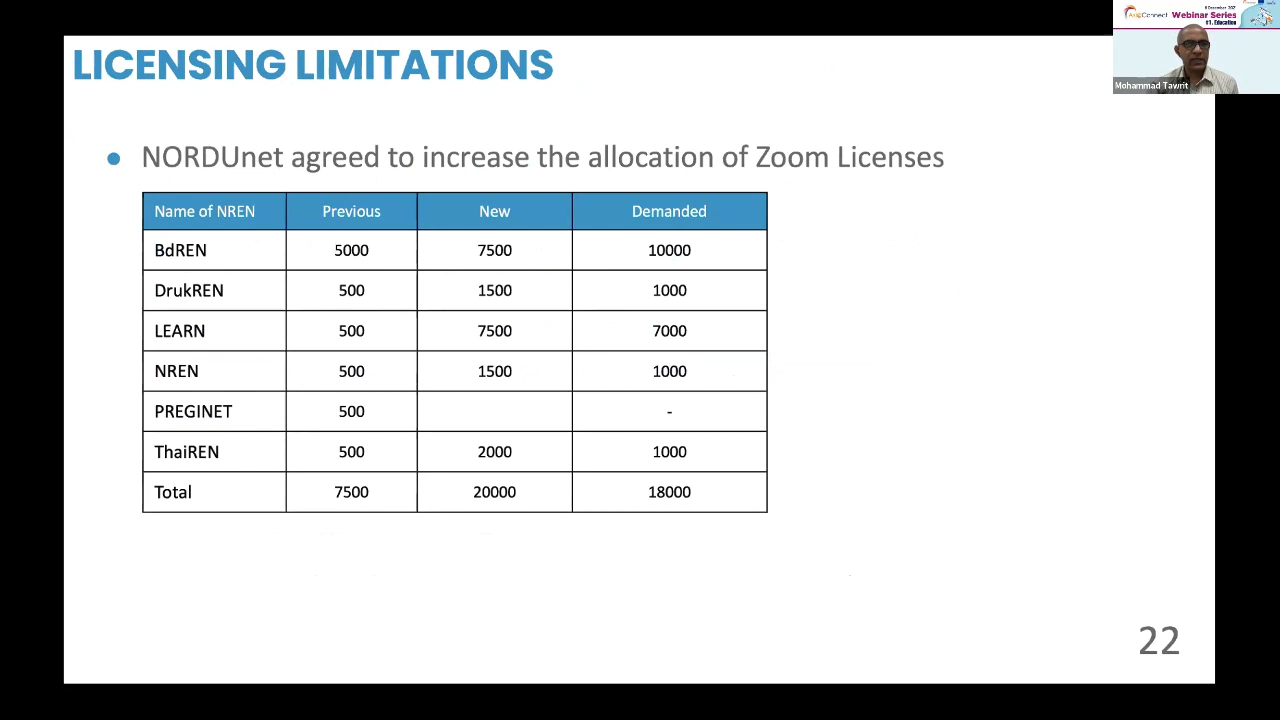 LICENSING LIMITATIONS
● NORDUnet agreed to increase the allocation of Zoom Licenses
Name of NREN Previous New Demanded
BdREN 5000 7500 10000
DrukREN 500 1500 1000
LEARN 500 7500 7000
NREN 500 1500 1000
PREGINET 500 -
ThaiREN 500 2000 1000
Total 7500 20000 18000
22
Webinar Series
#1. Education
Mohammad Tawrit